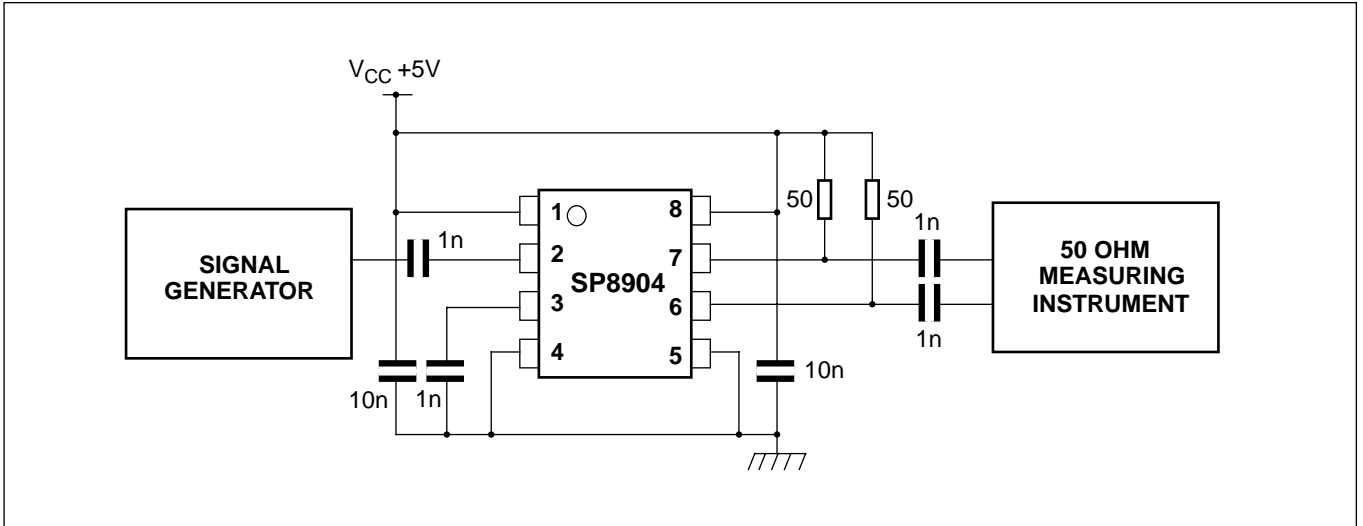 VCC +5V
SIGNAL
GENERATOR
1n
10n
1n
1
2
3
4
SP8904
8
7
6
5
50
50
1n
1n
10n
50 OHM
MEASURING
INSTRUMENT